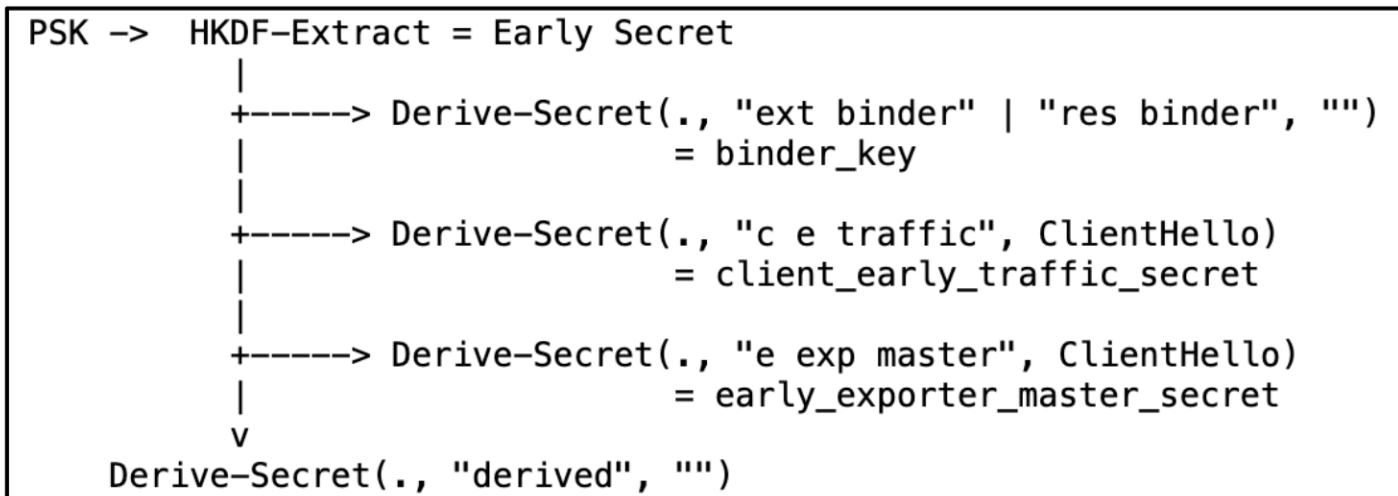 PSK ->  HKDF-Extract = Early Secret
          |
          +-----> Derive-Secret(., "ext binder" | "res binder", "")
          |                     = binder_key
          |
          +-----> Derive-Secret(., "c e traffic", ClientHello)
          |                     = client_early_traffic_secret
          |
          +-----> Derive-Secret(., "e exp master", ClientHello)
          |                     = early_exporter_master_secret
          v
    Derive-Secret(., "derived", "")